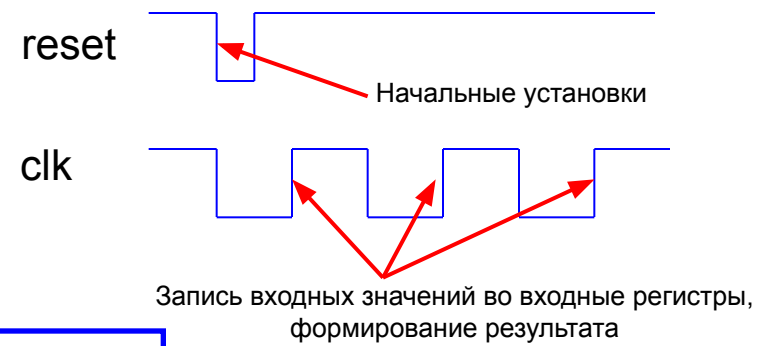 reset
Начальные установки
clk
Запись входных значений во входные регистры,
формирование результата